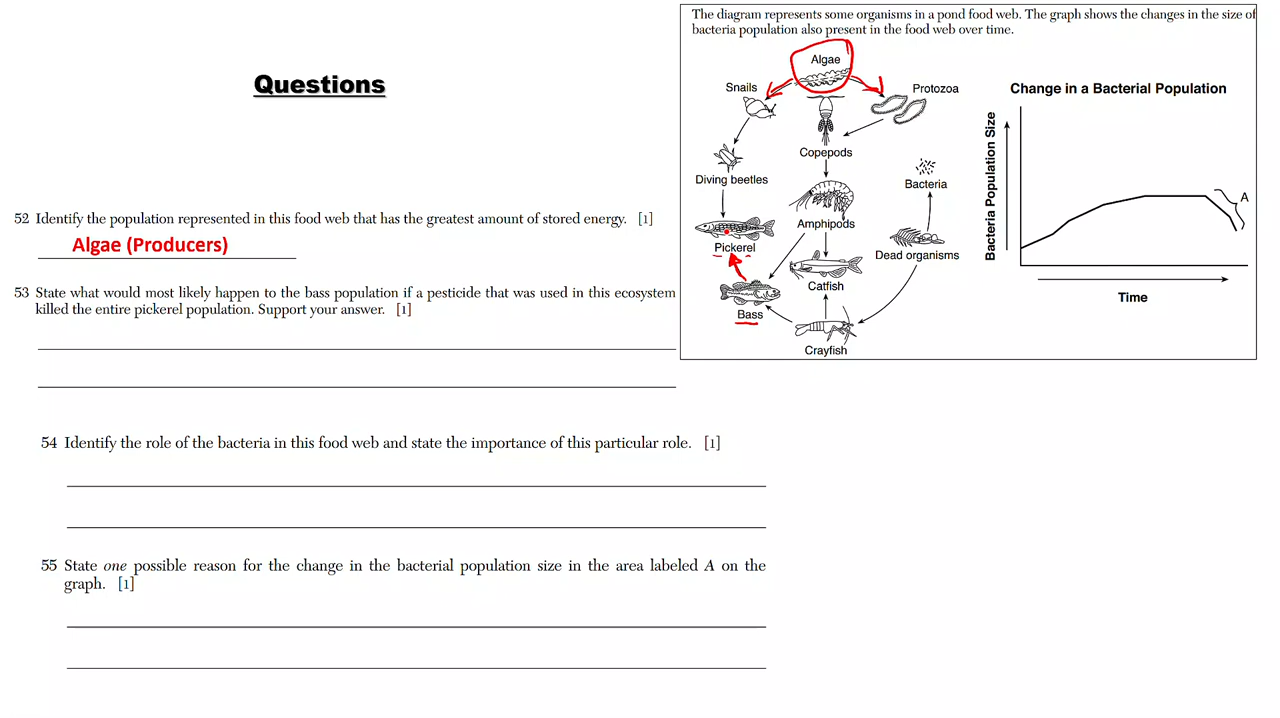 Questions
52 Identify the population represented in this food web that has the greatest amount of stored energy. [1]
Algae (Producers)
53 State what would most likely happen to the bass population if a pesticide that was used in this ecosystem
killed the entire pickerel population. Support your answer. [1]
54 Identify the role of the bacteria in this food web and state the importance of this particular role. [1]
55 State one possible reason for the change in the bacterial population size in the area labeled A on the
graph. [1]
The diagram represents some organisms in a pond food web. The graph shows the changes in the size of
bacteria population also present in the food web over time.
Algae
Snails
Protozoa
Copepods
Diving beetles
Bacteria
Amphipods
Pickerel
Dead organisms
Catfish
Bass
Crayfish
Change in a Bacterial Population
Bacteria Population Size
A
Time